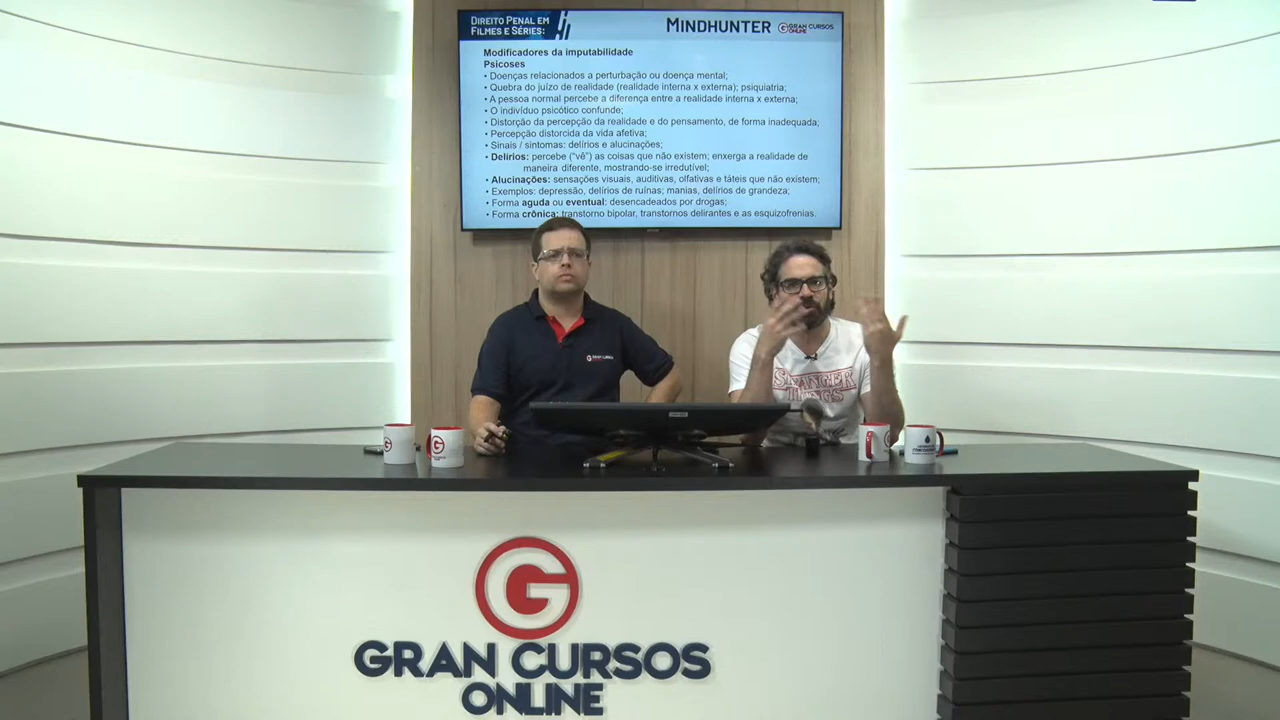 DIREITO PENAL EM
FILMES E SÉRIES:
MINDHUNTER
GRAN CURSOS
ONLINE
Modificadores da imputabilidade
Psicoses
• Doenças relacionados a perturbação ou doença mental;
• Quebra do juízo de realidade (realidade interna x externa); psiquiatria;
• A pessoa normal percebe a diferença entre a realidade interna x externa;
• O indivíduo psicótico confunde;
• Distorção da percepção da realidade e do pensamento, de forma inadequada;
• Percepção distorcida da vida afetiva;
• Sinais / sintomas: delírios e alucinações;
• Delírios: percebe ("vê") as coisas que não existem; enxerga a realidade de
maneira diferente, mostrando-se irredutível;
• Alucinações: sensações visuais, auditivas, olfativas e táteis que não existem;
• Exemplos: depressão, delírios de ruínas; manias, delírios de grandeza;
• Forma aguda ou eventual: desencadeados por drogas;
• Forma crônica: transtorno bipolar, transtornos delirantes e as esquizofrenias.
GRAN CURSOS
STRANGER
THINGS
G
G
G
GRAN CURSOS
ONLINE